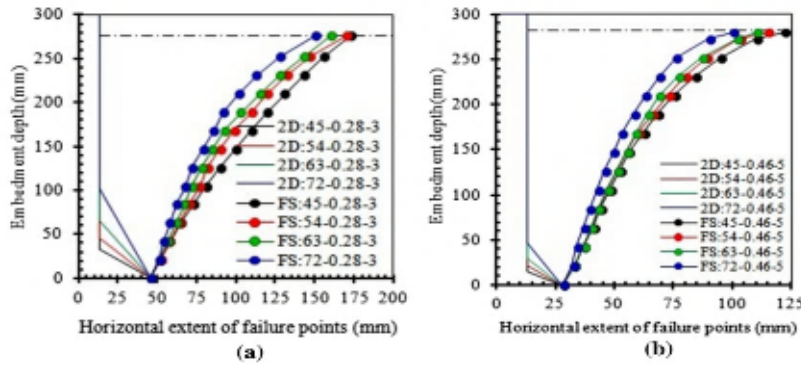 300
250
200
150
100
50
0
Embedment depth (mm)
2D:45-0.28-3
2D:54-0.28-3
2D:63-0.28-3
2D:72-0.28-3
FS:45-0.28-3
FS:54-0.28-3
FS:63-0.28-3
FS:72-0.28-3
0 25 50 75 100 125 150 175 200
Horizontal extent of failure points (mm)
(a)
300
250
200
150
100
50
0
Embedment depth (mm)
2D:45-0.46-5
2D:54-0.46-5
2D:63-0.46-5
2D:72-0.46-5
FS:45-0.46-5
FS:54-0.46-5
FS:63-0.46-5
FS:72-0.46-5
0 25 50 75 100 125
Horizontal extent of failure points (mm)
(b)